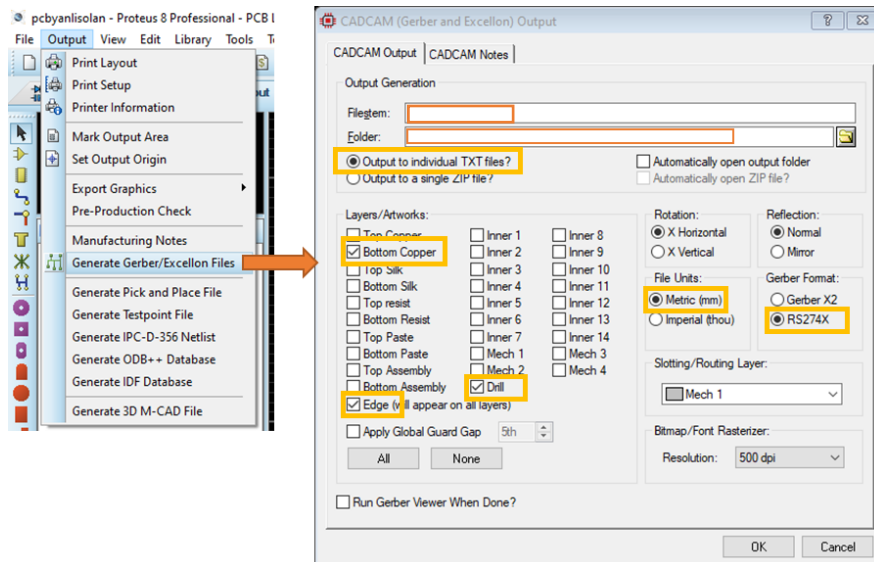 pcbyanlisolan - Proteus 8 Professional - PCB L
File Output View Edit Library Tools
Print Layout
Print Setup
Printer Information
Mark Output Area
Set Output Origin
Export Graphics
Pre-Production Check
Manufacturing Notes
Generate Gerber/Excellon Files
Generate Pick and Place File
Generate Testpoint File
Generate IPC-D-356 Netlist
Generate ODB++ Database
Generate IDF Database
Generate 3D M-CAD File
CADCAM (Gerber and Excellon) Output
CADCAM Output CADCAM Notes
Output Generation
Filestem:
Folder:
Output to individual TXT files?
Output to a single ZIP file?
Automatically open output folder
Automatically open ZIP file?
Layers/Artworks:
Top Copper Inner 1 Inner 8
Bottom Copper Inner 2 Inner 9
Top Silk Inner 3 Inner 10
Bottom Silk Inner 4 Inner 11
Top resist Inner 5 Inner 12
Bottom Resist Inner 6 Inner 13
Top Paste Inner 7 Inner 14
Bottom Paste Mech 1 Mech 3
Top Assembly Mech 2 Mech 4
Bottom Assembly Drill
Edge (will appear on all layers)
Apply Global Guard Gap 5th
All None
Run Gerber Viewer When Done?
Rotation:
X Horizontal
X Vertical
Reflection:
Normal
Mirror
File Units:
Metric (mm)
Imperial (thou)
Gerber Format:
Gerber X2
RS274X
Slotting/Routing Layer:
Mech 1
Bitmap/Font Rasterizer:
Resolution: 500 dpi
OK Cancel